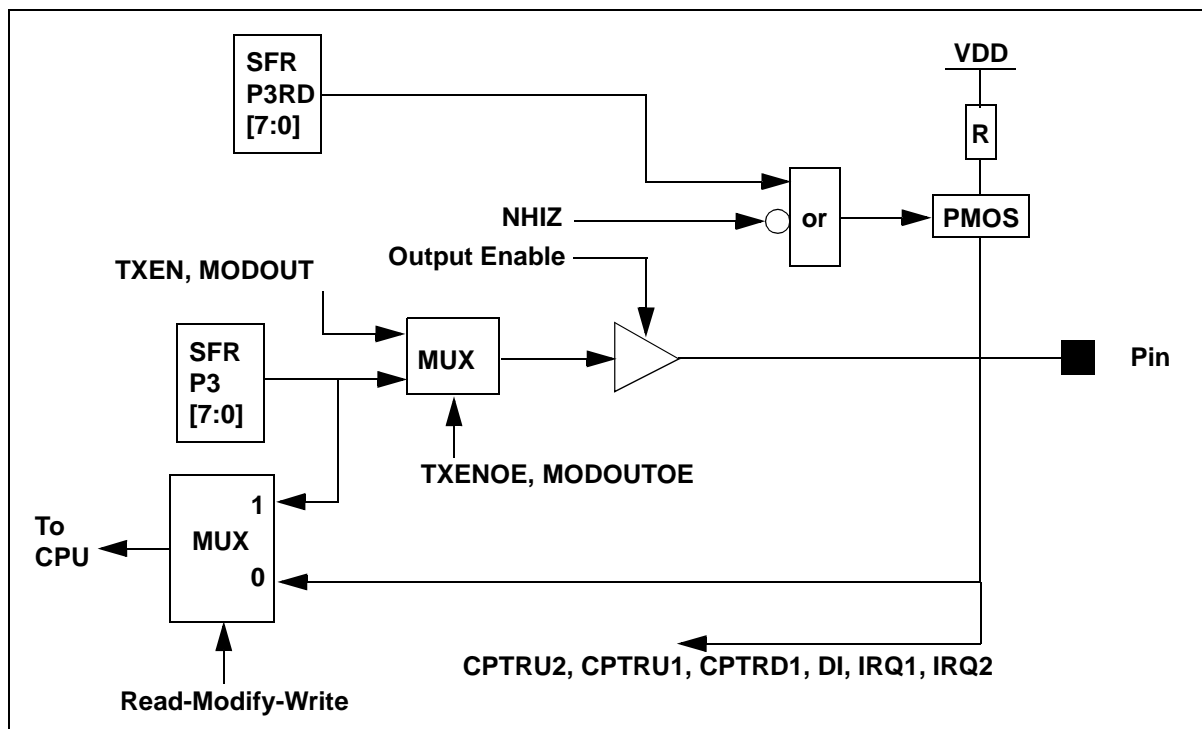 SFR
P3RD
[7:0]
VDD
R
NHIZ
or
PMOS
Output Enable
TXEN, MODOUT
SFR
P3
[7:0]
MUX
Pin
TXENOE, MODOUTOE
To
CPU
1
MUX
0
CPTRU2, CPTRU1, CPTRD1, DI, IRQ1, IRQ2
Read-Modify-Write